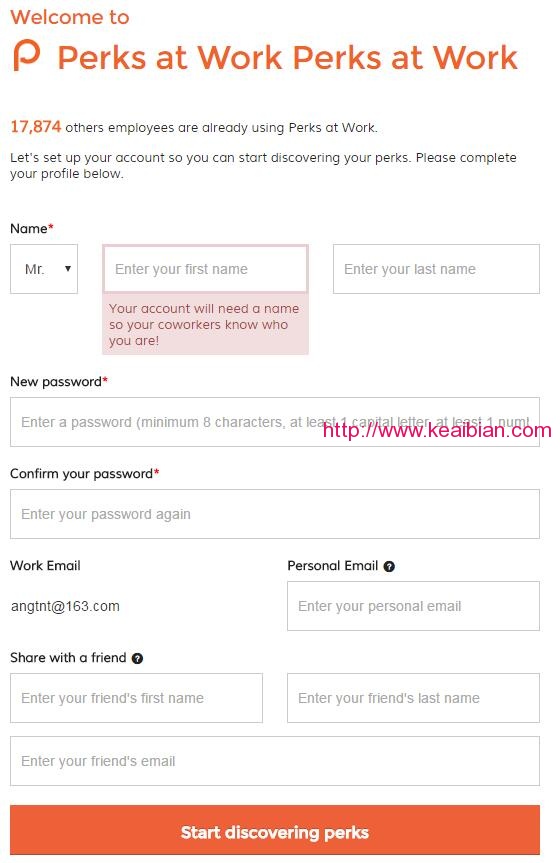 Welcome to
Perks at Work Perks at Work
17,874 others employees are already using Perks at Work.
Let's set up your account so you can start discovering your perks. Please complete
your profile below.
Name*
Mr. Enter your first name Enter your last name
Your account will need a name
so your coworkers know who
you are!
New password*
Enter a password (minimum 8 characters, at least 1 capital letter, at least 1 num
http://www.keaibian.com
Confirm your password*
Enter your password again
Work Email Personal Email ?
angtnt@163.com Enter your personal email
Share with a friend ?
Enter your friend's first name Enter your friend's last name
Enter your friend's email
Start discovering perks